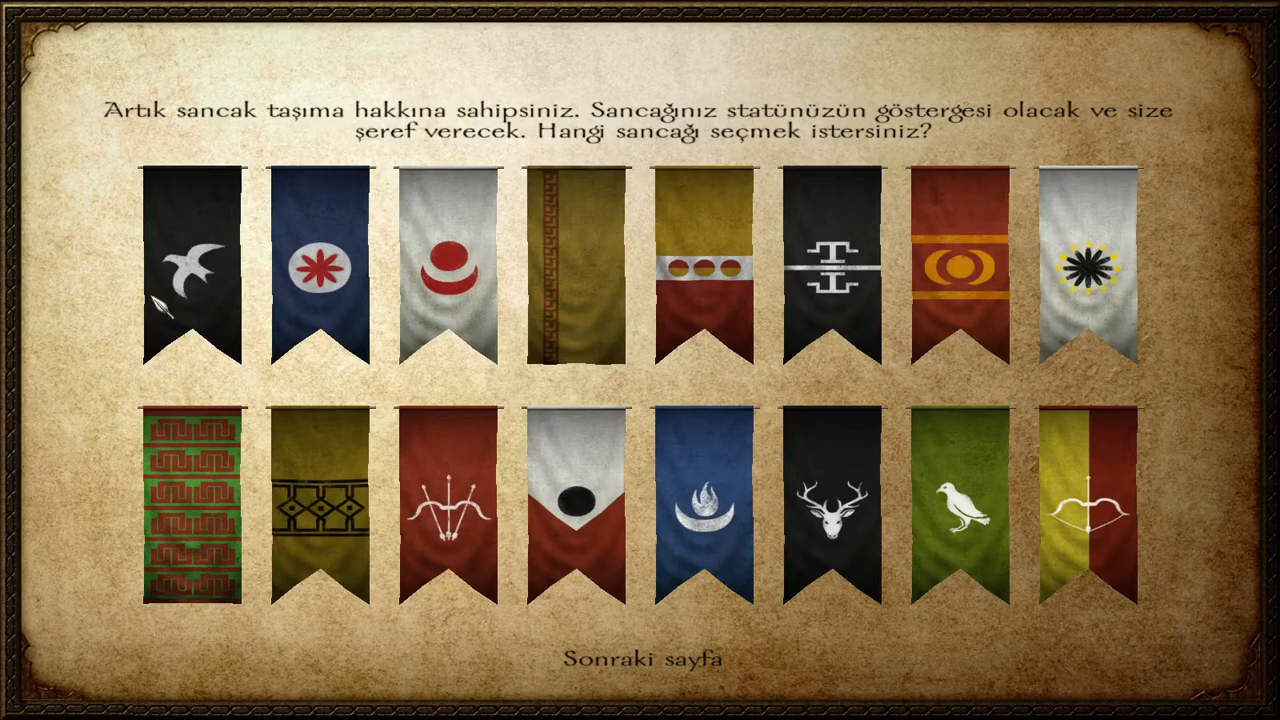 Artık sancak taşıma hakkına sahipsiniz. Sancağınız statünüzün göstergesi olacak ve size
şeref verecek. Hangi sancağı seçmek istersiniz?
Sonraki sayfa